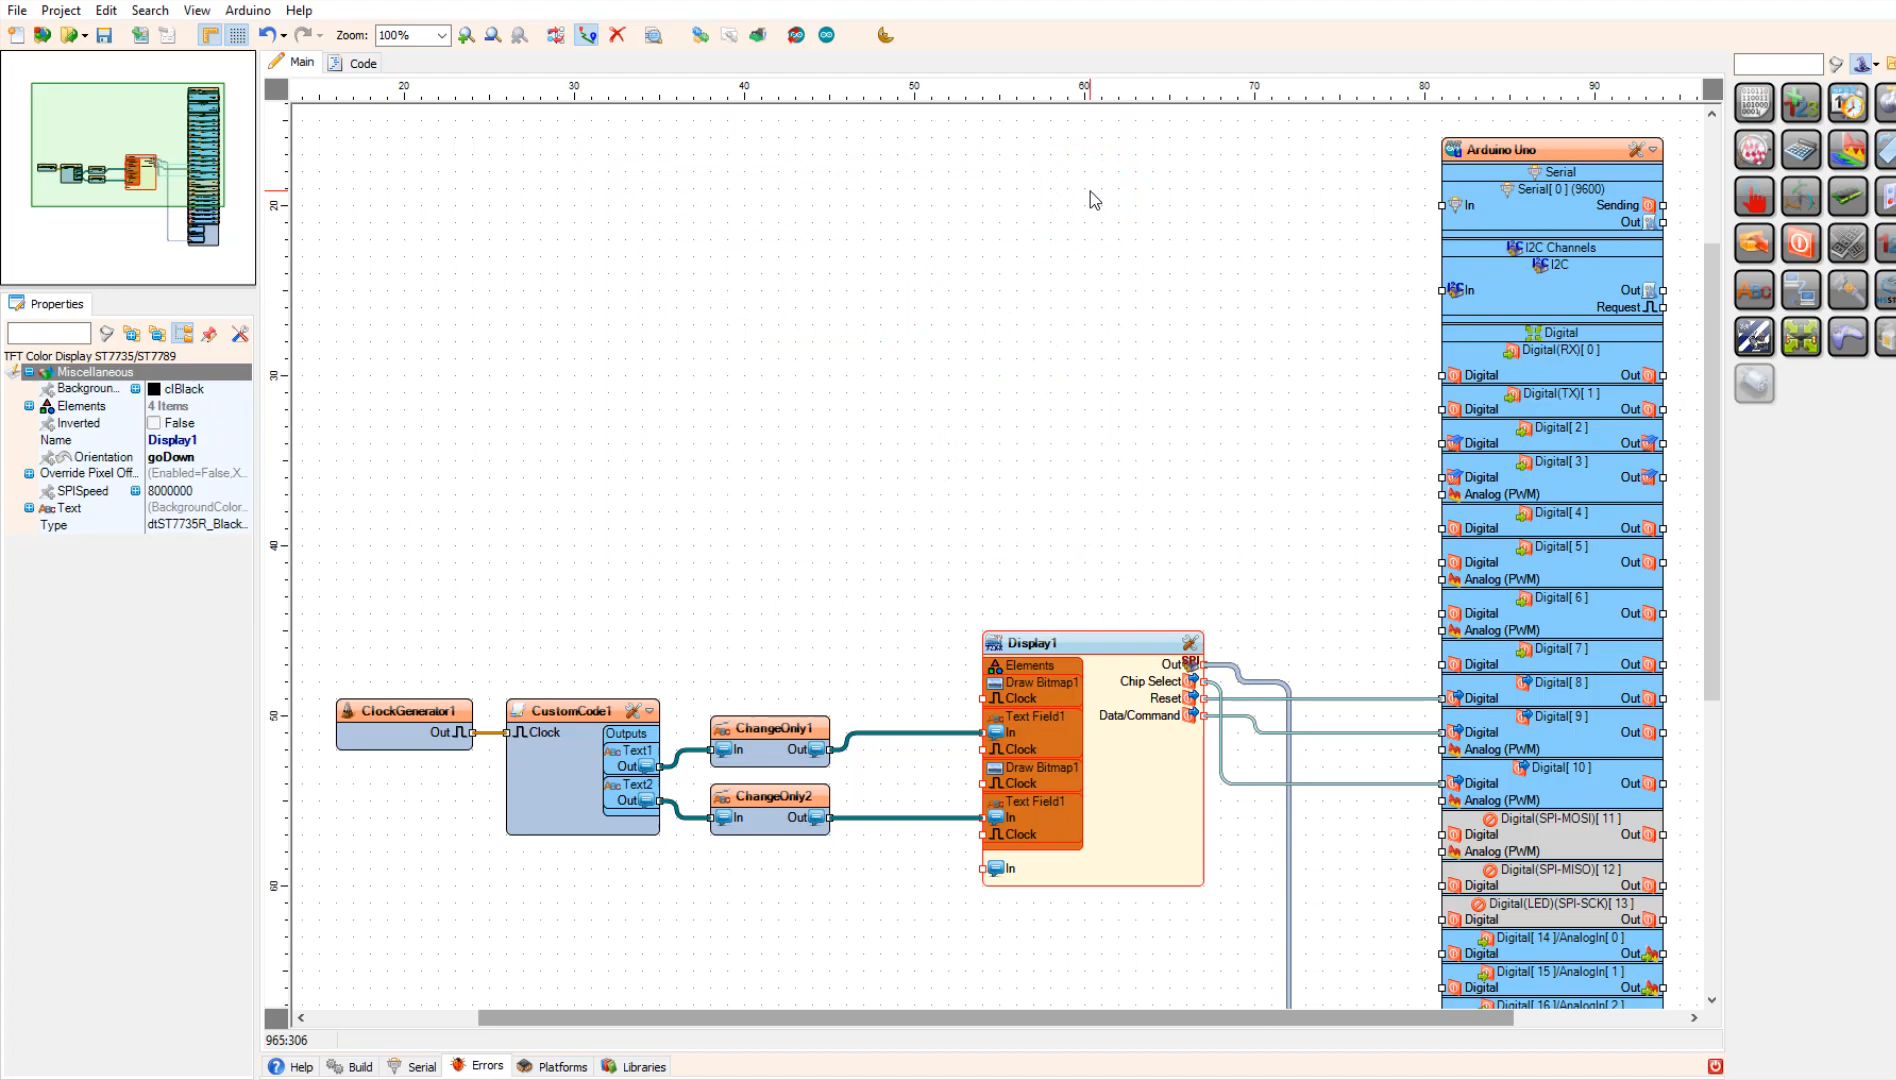 File Project Edit Search View Arduino Help
Zoom: 100%
Main Code
20 30 40 50 60 70 80 90
20
30
40
50
60
Properties
TFT Color Display ST7735/ST7789
Miscellaneous
Backgroun... clBlack
Elements 4 Items
Inverted False
Name Display1
Orientation goDown
Override Pixel Off... (Enabled=False,X...
SPISpeed 8000000
Text (BackgroundColor...
Type dtST7735R_Black...
ClockGenerator1
Out
CustomCode1
Clock
Outputs
Text1
Out
Text2
Out
ChangeOnly1
In Out
ChangeOnly2
In Out
Display1
Elements
Draw Bitmap1
Clock
Text Field1
In
Clock
Draw Bitmap1
Clock
Text Field1
In
Clock
In
Out SPI
Chip Select
Reset
Data/Command
Arduino Uno
Serial
Serial[ 0 ] (9600)
In Sending
Out
I2C Channels
I2C
In Out
Request
Digital
Digital(RX)[ 0 ]
Digital Out
Digital(TX)[ 1 ]
Digital Out
Digital[ 2 ]
Digital Out
Digital[ 3 ]
Digital Out
Analog (PWM)
Digital[ 4 ]
Digital Out
Digital[ 5 ]
Digital Out
Analog (PWM)
Digital[ 6 ]
Digital Out
Analog (PWM)
Digital[ 7 ]
Digital Out
Digital[ 8 ]
Digital Out
Digital[ 9 ]
Digital Out
Analog (PWM)
Digital[ 10 ]
Digital Out
Analog (PWM)
Digital(SPI-MOSI)[ 11 ]
Digital Out
Analog (PWM)
Digital(SPI-MISO)[ 12 ]
Digital Out
Digital(LED)(SPI-SCK)[ 13 ]
Digital Out
Digital[ 14 ]/AnalogIn[ 0 ]
Digital Out
Digital[ 15 ]/AnalogIn[ 1 ]
Digital Out
Digital[ 16 ]/AnalogIn[ 2 ]
965:306
Help Build Serial Errors Platforms Libraries